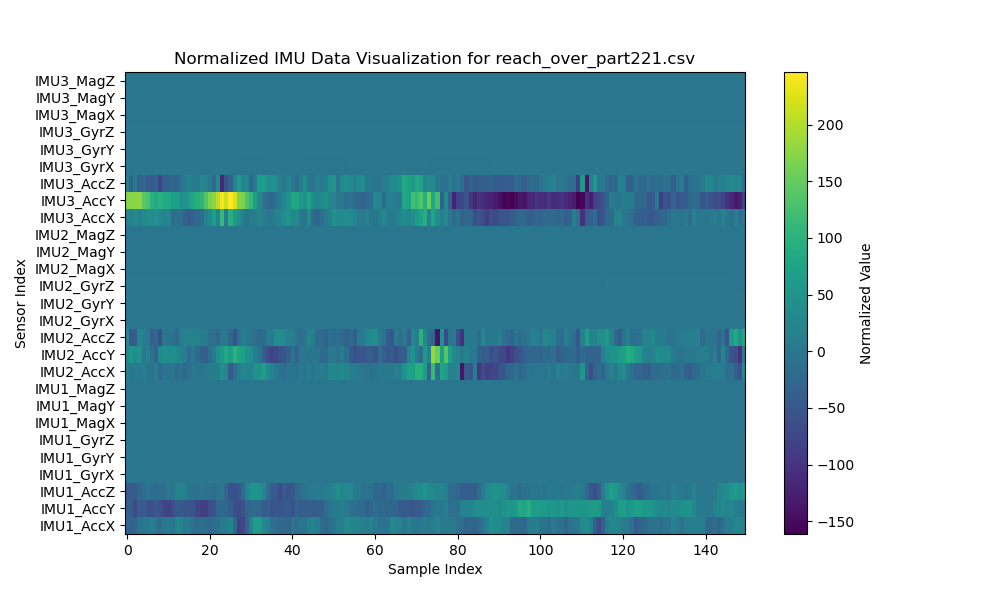 Normalized IMU Data Visualization for reach_over_part221.csv
IMU3_MagZ
IMU3_MagY
IMU3_MagX
IMU3_GyrZ
IMU3_GyrY
IMU3_GyrX
IMU3_AccZ
IMU3_AccY
IMU3_AccX
IMU2_MagZ
IMU2_MagY
IMU2_MagX
IMU2_GyrZ
IMU2_GyrY
IMU2_GyrX
IMU2_AccZ
IMU2_AccY
IMU2_AccX
IMU1_MagZ
IMU1_MagY
IMU1_MagX
IMU1_GyrZ
IMU1_GyrY
IMU1_GyrX
IMU1_AccZ
IMU1_AccY
IMU1_AccX
Sensor Index
0 20 40 60 80 100 120 140
Sample Index
200
150
100
50
0
−50
−100
−150
Normalized Value